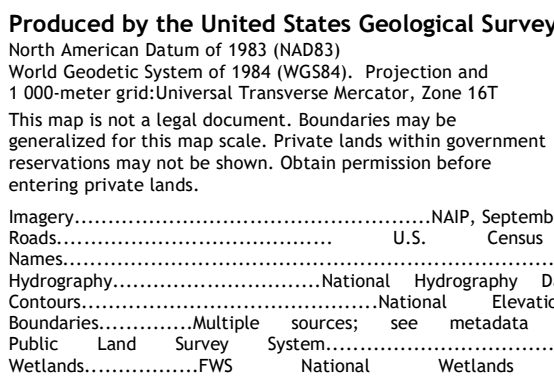 Produced by the United States Geological Survey
North American Datum of 1983 (NAD83)
World Geodetic System of 1984 (WGS84). Projection and
1 000-meter grid:Universal Transverse Mercator, Zone 16T
This map is not a legal document. Boundaries may be
generalized for this map scale. Private lands within government
reservations may not be shown. Obtain permission before
entering private lands.
Imagery....................................................NAIP, Septemb
Roads......................................... U.S. Census
Names....................................................................
Hydrography...............................National Hydrography Da
Contours............................................National Elevatio
Boundaries..............Multiple sources; see metadata
Public Land Survey System..................................
Wetlands.................FWS National Wetlands